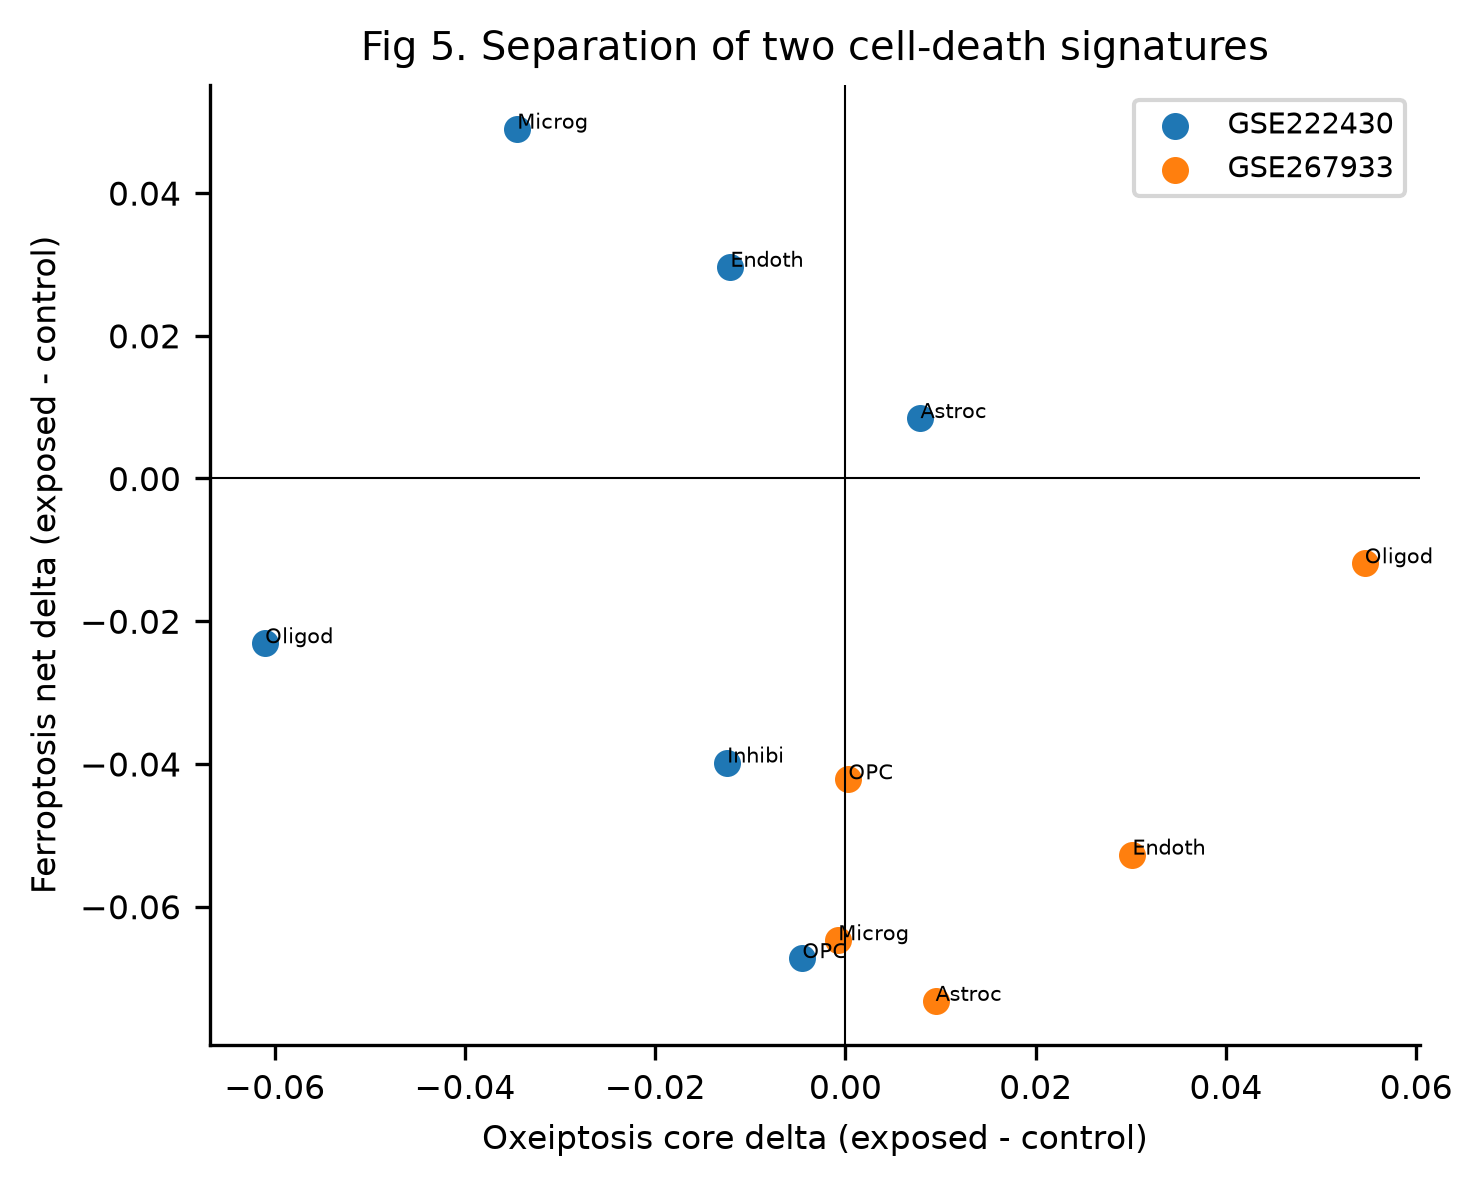 Fig 5. Separation of two cell-death signatures
GSE222430
GSE267933
Microg
Endoth
Astroc
Oligod
Oligod
Inhibi
OPC
Endoth
Microg
OPC
Astroc
0.04
0.02
0.00
−0.02
−0.04
−0.06
Ferroptosis net delta (exposed - control)
−0.06
−0.04
−0.02
0.00
0.02
0.04
0.06
Oxeiptosis core delta (exposed - control)